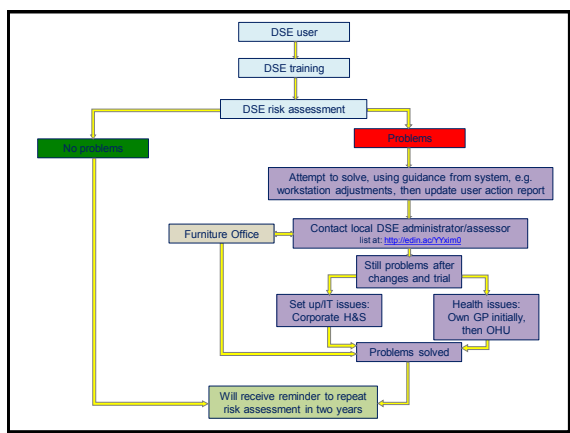 DSE user
DSE training
DSE risk assessment
No problems
Problems
Attempt to solve, using guidance from system, e.g.
workstation adjustments, then update user action report
Furniture Office
Contact local DSE administrator/assessor
list at: http://edin.ac/YYxim0
Still problems after
changes and trial
Set up/IT issues:
Corporate H&S
Health issues:
Own GP initially,
then OHU
Problems solved
Will receive reminder to repeat
risk assessment in two years